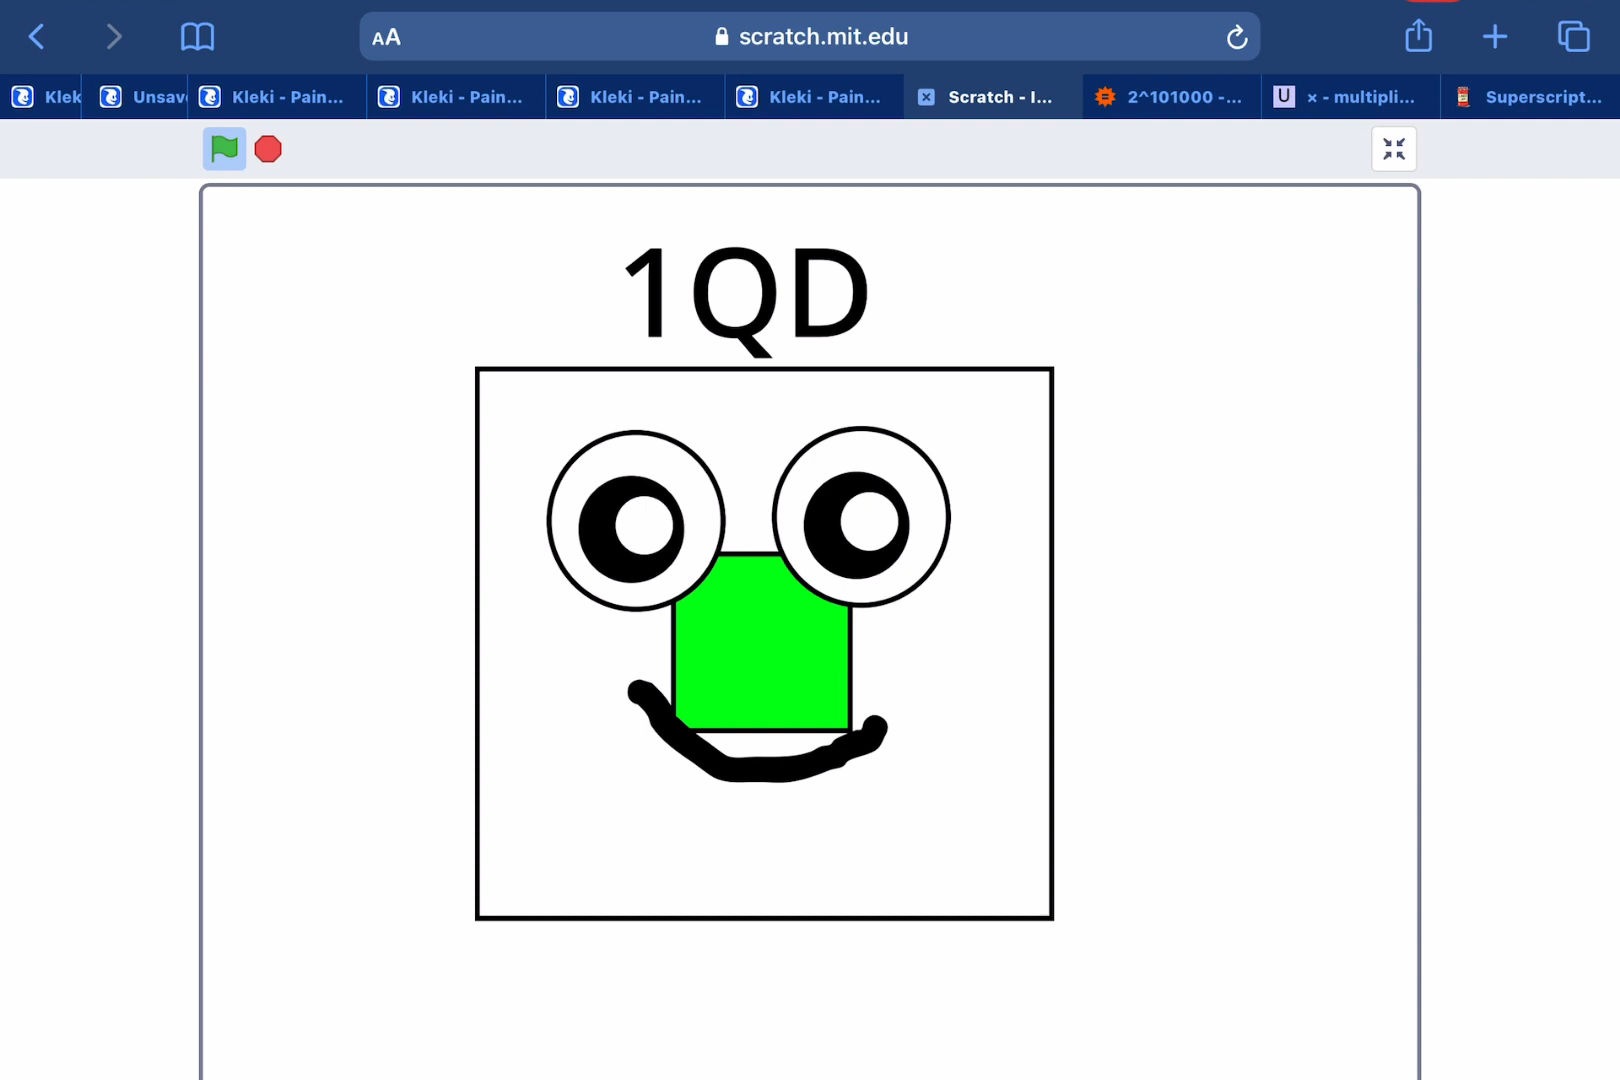 AA scratch.mit.edu
Klek Unsav Kleki - Pain... Kleki - Pain... Kleki - Pain... Kleki - Pain... Scratch - I... 2^101000 -... U × - multipli... Superscript...
1QD